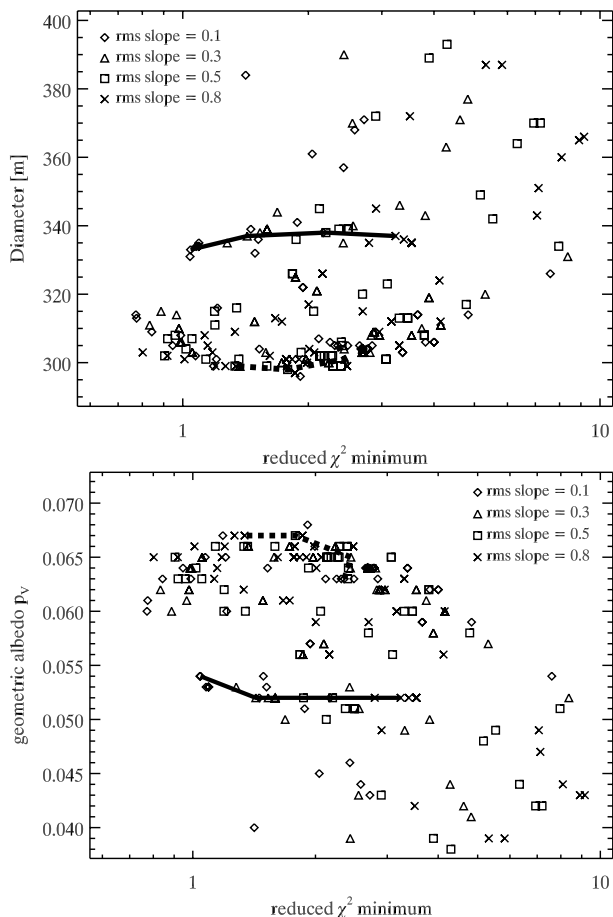 400
380
360
340
320
300
Diameter [m]
rms slope = 0.1
rms slope = 0.3
rms slope = 0.5
rms slope = 0.8
1
10
reduced χ² minimum
0.070
0.065
0.060
0.055
0.050
0.045
0.040
geometric albedo pV
rms slope = 0.1
rms slope = 0.3
rms slope = 0.5
rms slope = 0.8
1
10
reduced χ² minimum